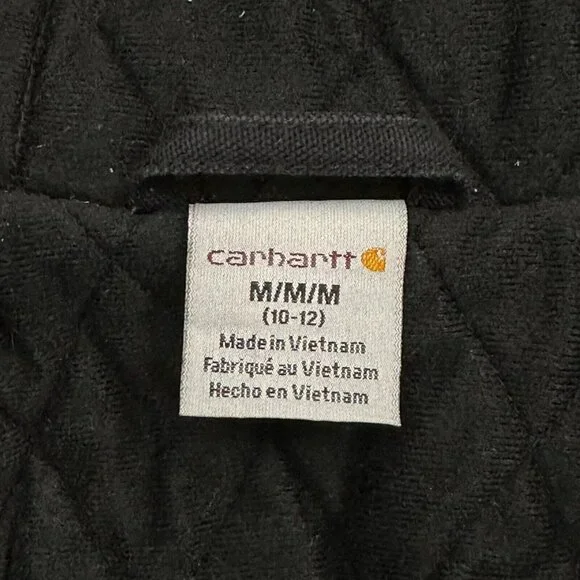 carhartt
M/M/M
(10-12)
Made in Vietnam
Fabriqué au Vietnam
Hecho en Vietnam